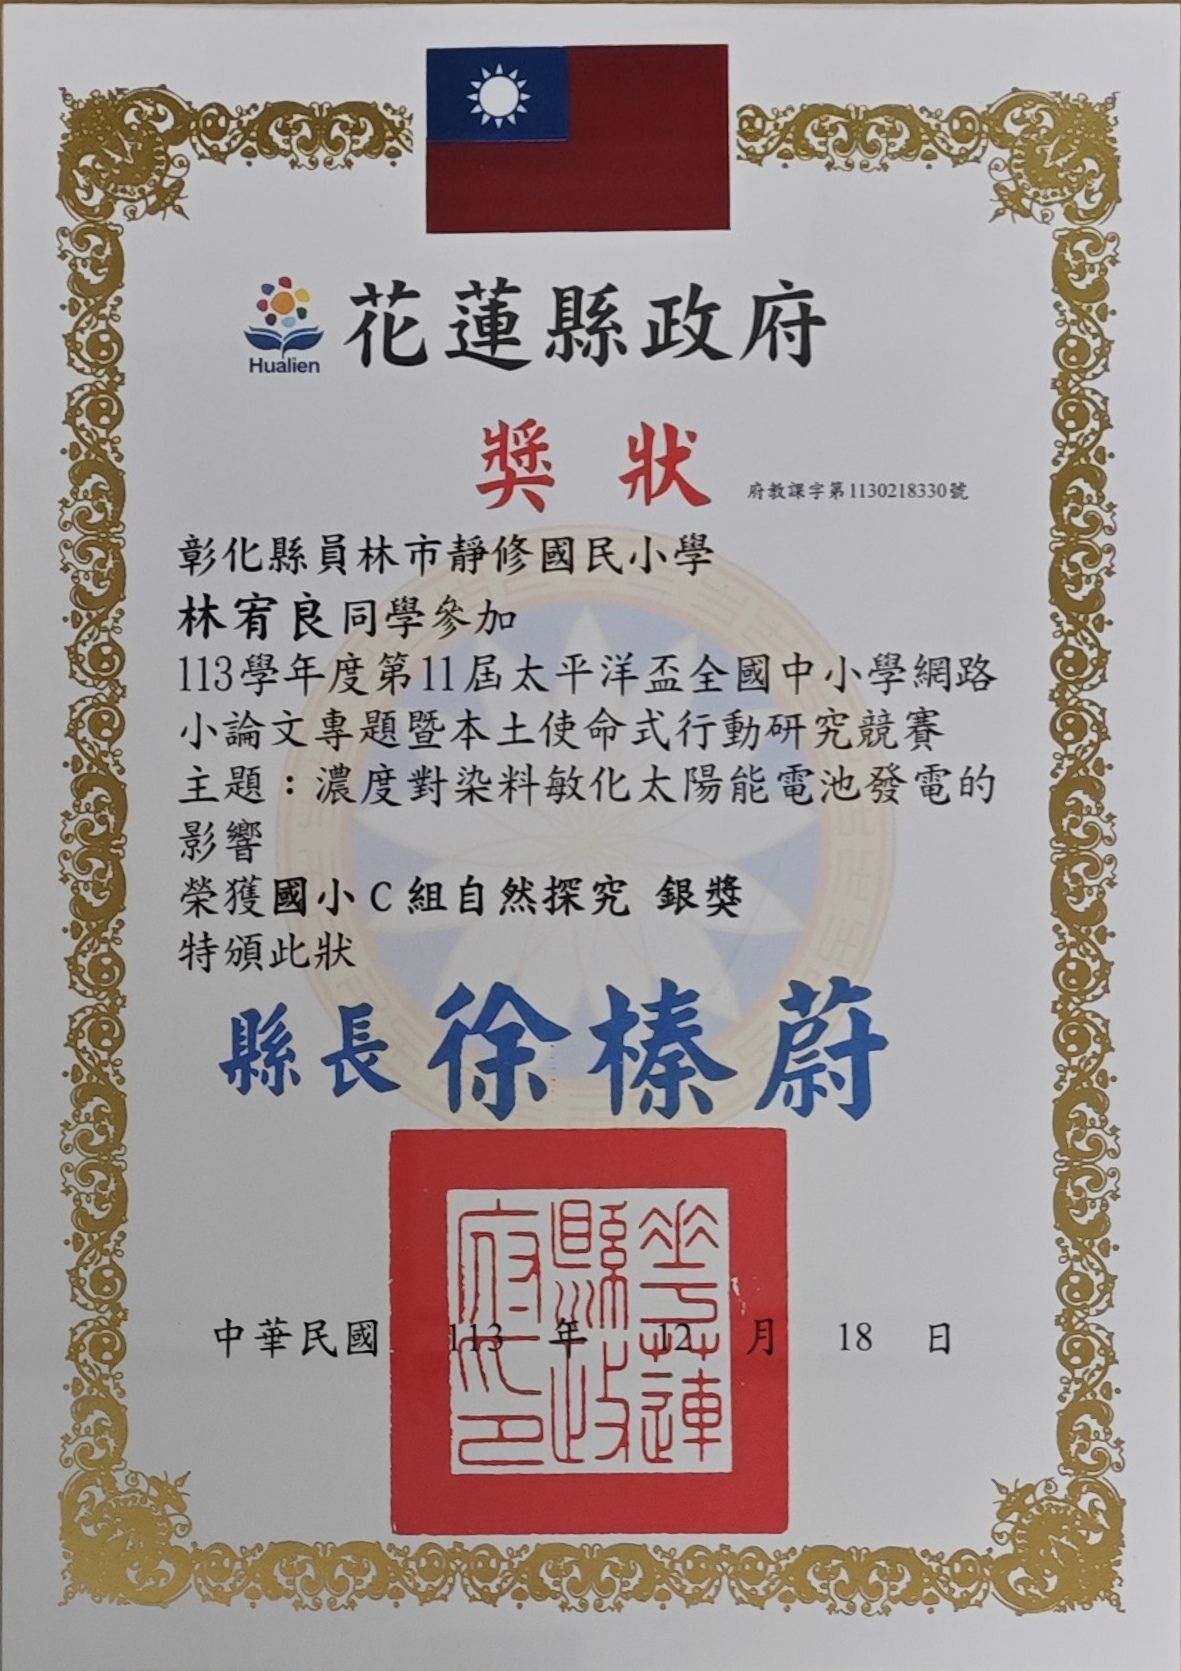 Hualien
花蓮縣政府
獎狀
府教課字第1130218330號
彰化縣員林市靜修國民小學
林宥良同學參加
113學年度第11屆太平洋盃全國中小學網路
小論文專題暨本土使命式行動研究競賽
主題：濃度對染料敏化太陽能電池發電的
影響
榮獲國小C組自然探究 銀獎
特頒此狀
縣長 徐榛蔚
花蓮縣政府印
中華民國 113 年 12 月 18 日